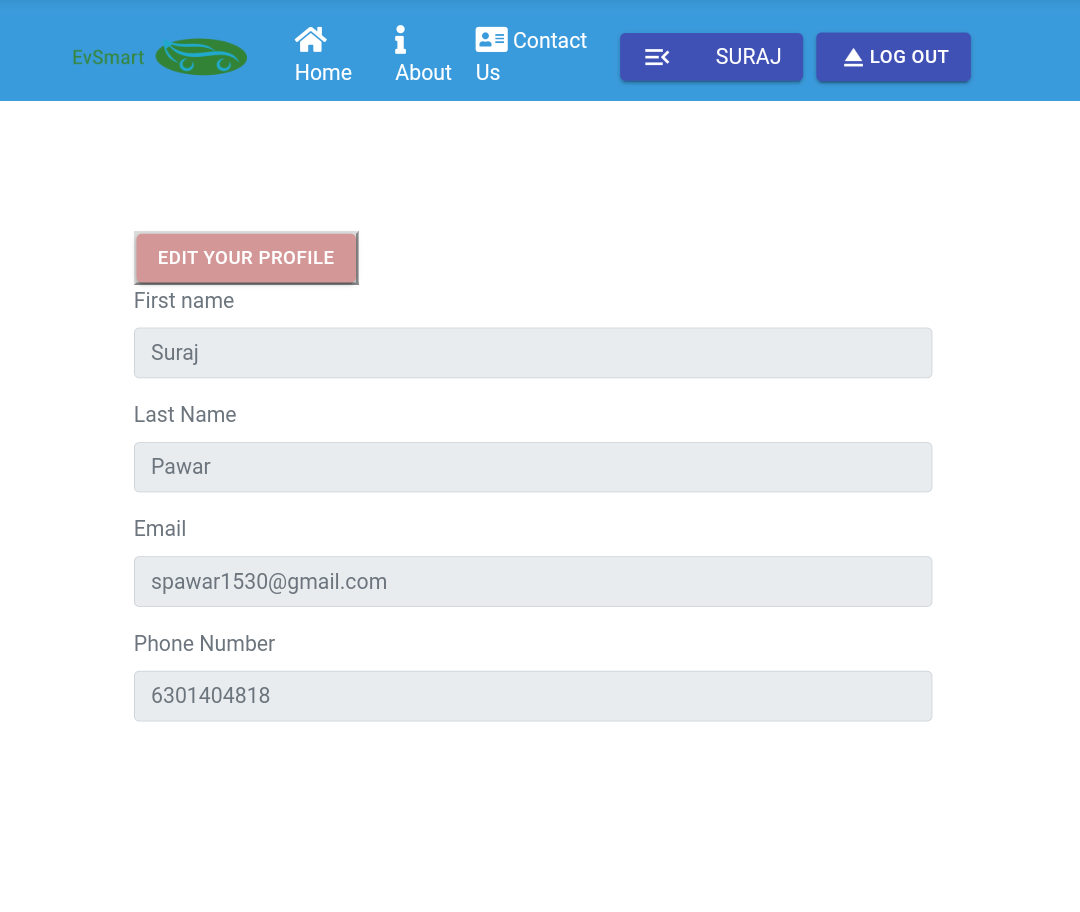 EvSmart
Home
About
Contact
Us
SURAJ
LOG OUT
EDIT YOUR PROFILE
First name
Suraj
Last Name
Pawar
Email
spawar1530@gmail.com
Phone Number
6301404818